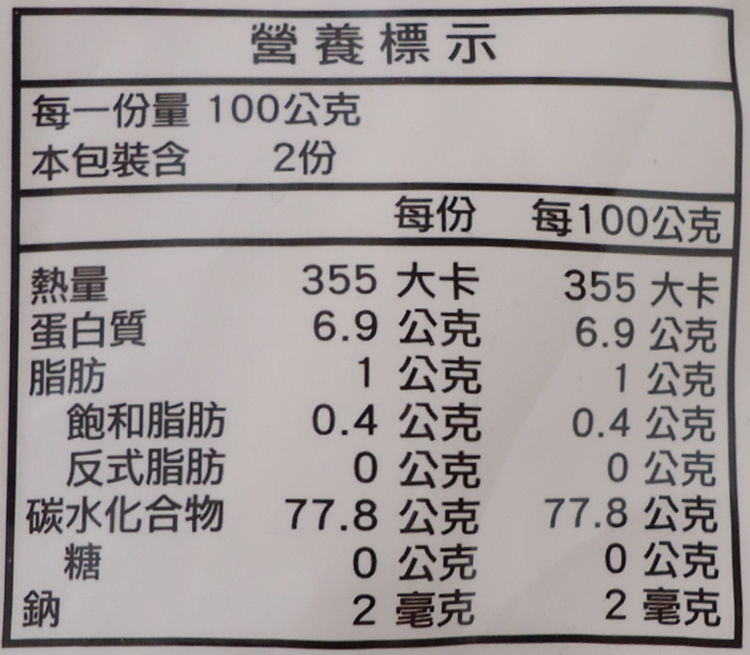 營養標示
每一份量 100公克
本包裝含 2份
每份 每100公克
熱量 355 大卡 355 大卡
蛋白質 6.9 公克 6.9 公克
脂肪 1 公克 1 公克
飽和脂肪 0.4 公克 0.4 公克
反式脂肪 0 公克 0 公克
碳水化合物 77.8 公克 77.8 公克
糖 0 公克 0 公克
鈉 2 毫克 2 毫克